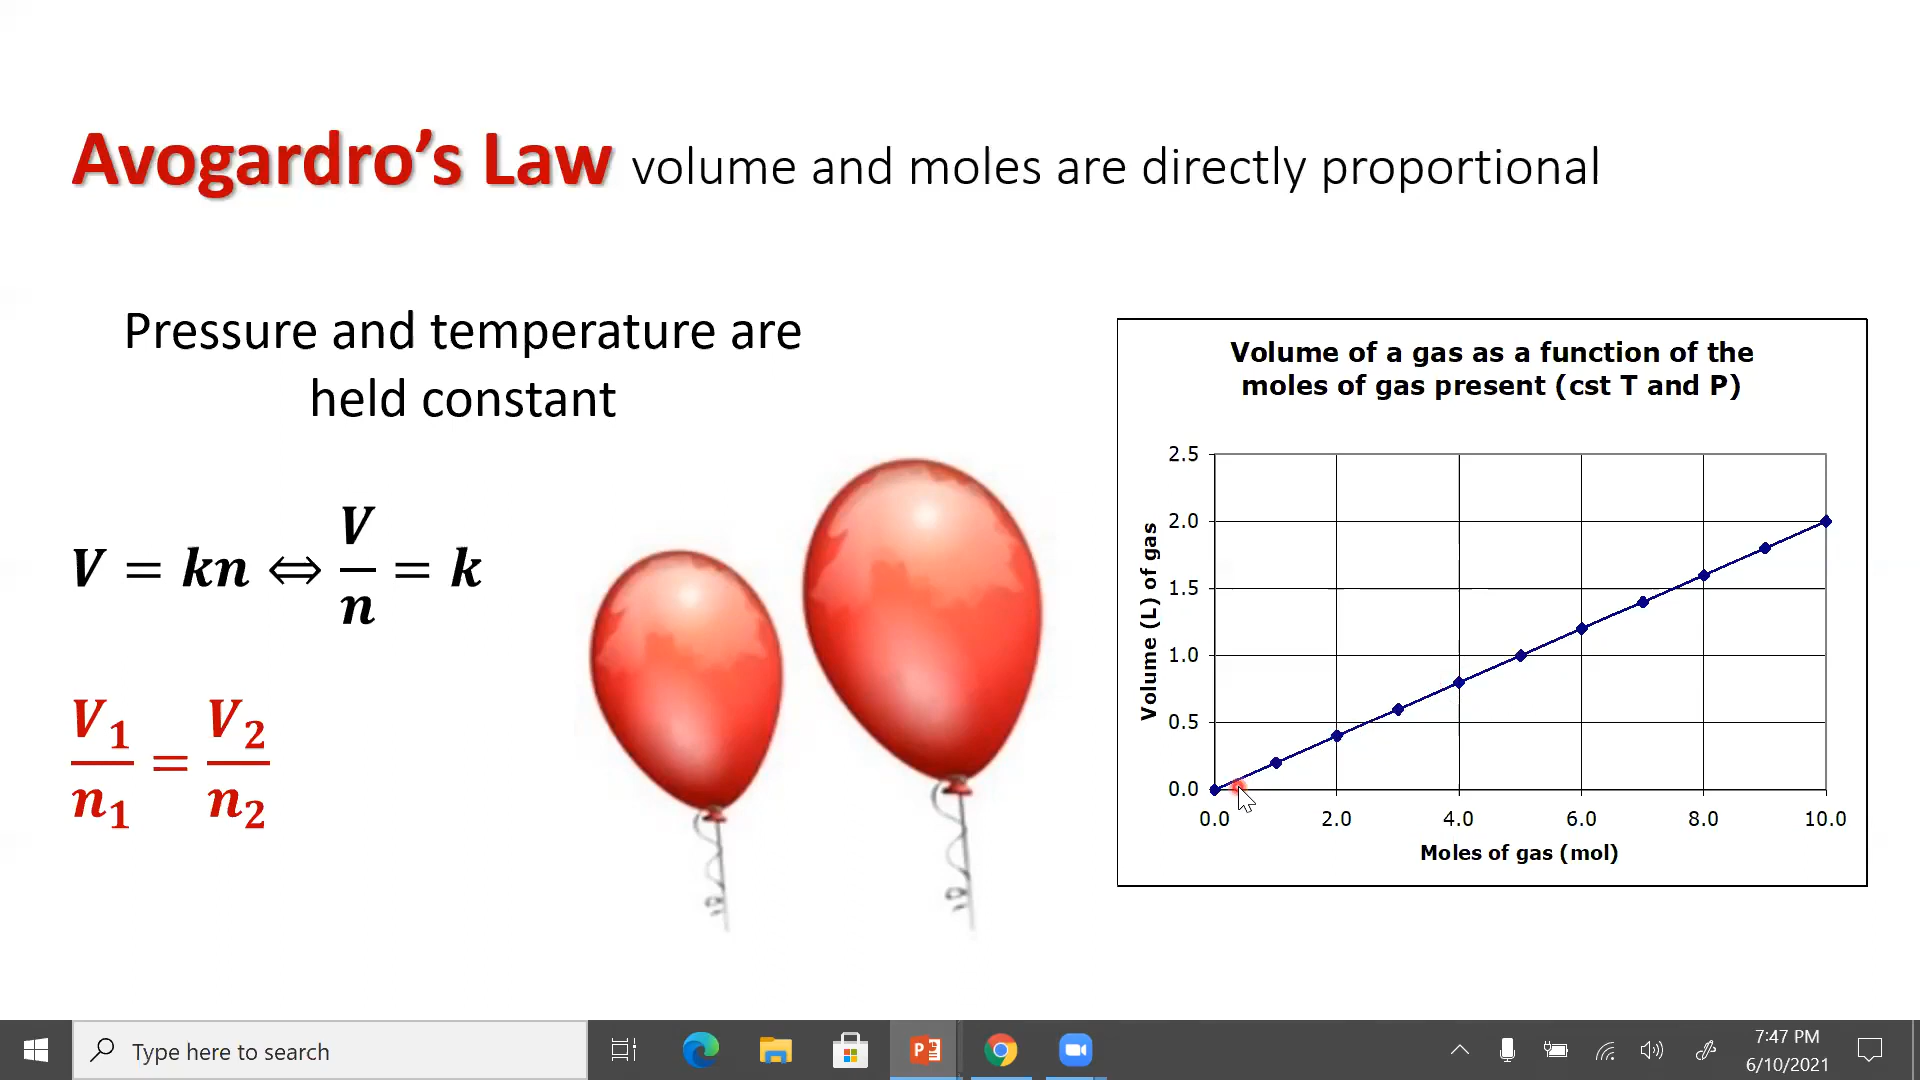 Avogardro’s Law volume and moles are directly proportional
Pressure and temperature are
held constant
V = kn ⇔ V/n = k
V₁/n₁ = V₂/n₂
Volume of a gas as a function of the
moles of gas present (cst T and P)
Volume (L) of gas
2.5
2.0
1.5
1.0
0.5
0.0
0.0 2.0 4.0 6.0 8.0 10.0
Moles of gas (mol)
Type here to search
7:47 PM
6/10/2021